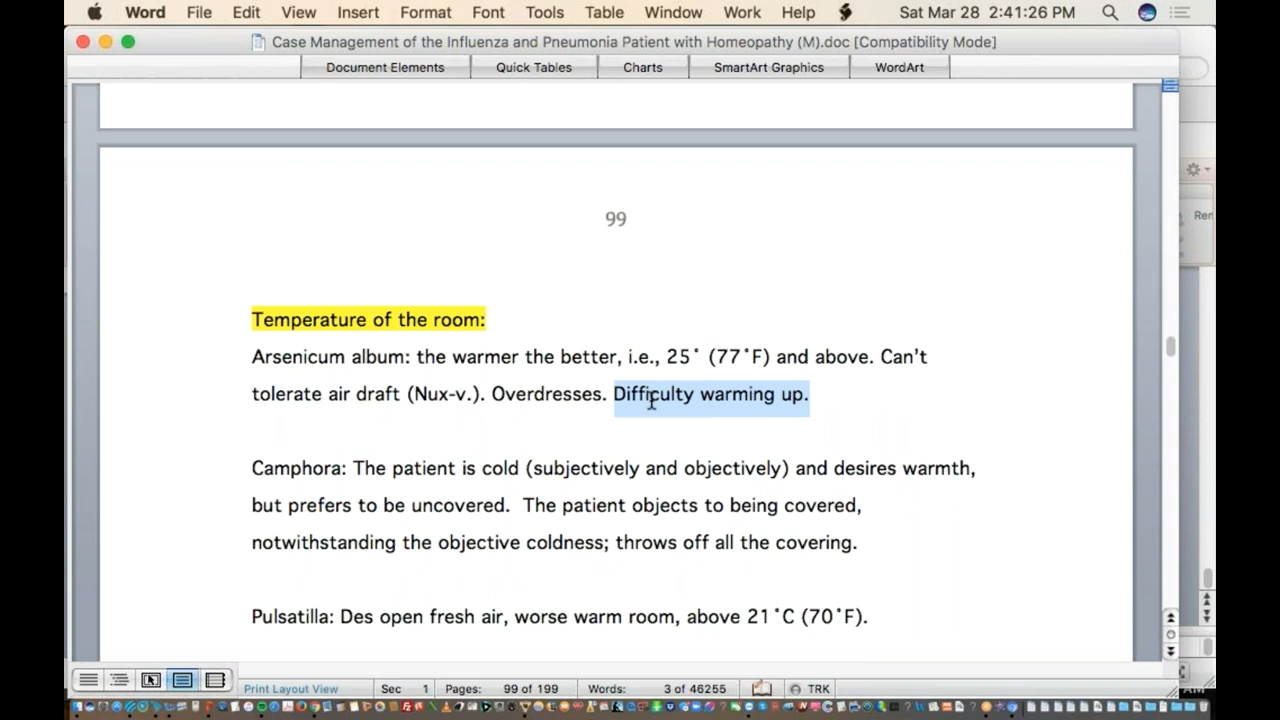 Word File Edit View Insert Format Font Tools Table Window Work Help Sat Mar 28 2:41:26 PM
Case Management of the Influenza and Pneumonia Patient with Homeopathy (M).doc [Compatibility Mode]
Document Elements Quick Tables Charts SmartArt Graphics WordArt
99
Temperature of the room:
Arsenicum album: the warmer the better, i.e., 25˚ (77˚F) and above. Can't
tolerate air draft (Nux-v.). Overdresses. Difficulty warming up.
Camphora: The patient is cold (subjectively and objectively) and desires warmth,
but prefers to be uncovered.  The patient objects to being covered,
notwithstanding the objective coldness; throws off all the covering.
Pulsatilla: Des open fresh air, worse warm room, above 21˚C (70˚F).
Print Layout View Sec 1 Pages: 99 of 199 Words: 3 of 46255 TRK